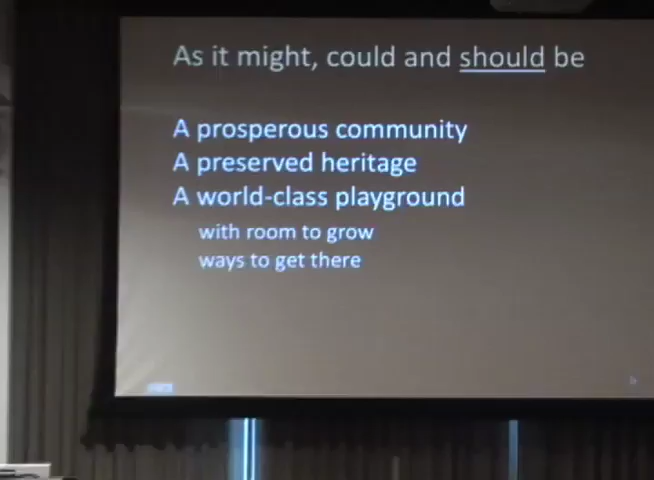 As it might, could and should be
A prosperous community
A preserved heritage
A world-class playground
with room to grow
ways to get there